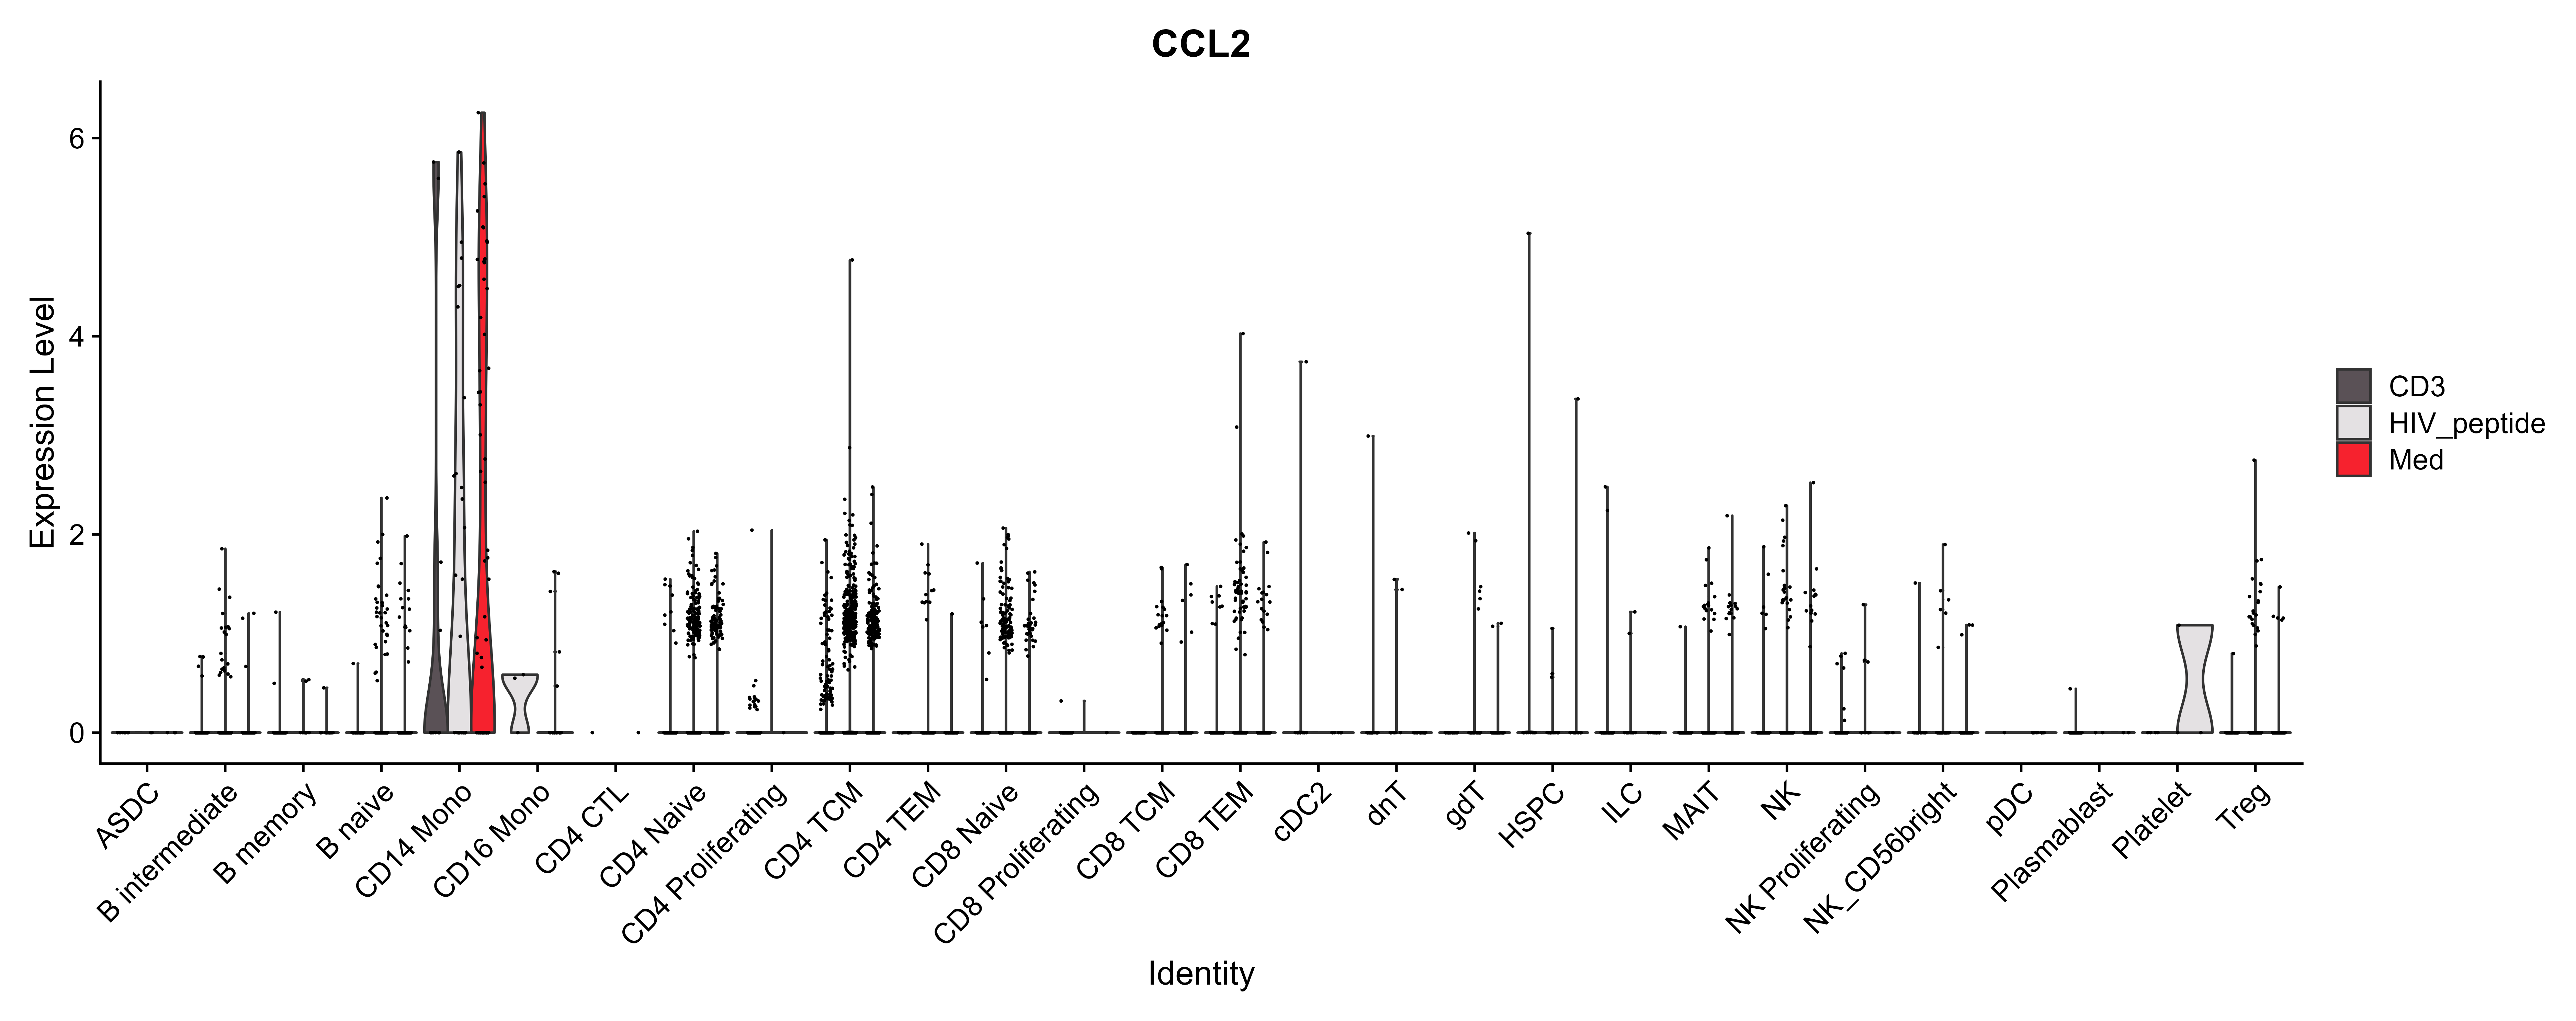 CCL2
Expression Level
6
4
2
0
ASDC
B intermediate
B memory
B naive
CD14 Mono
CD16 Mono
CD4 CTL
CD4 Naive
CD4 Proliferating
CD4 TCM
CD4 TEM
CD8 Naive
CD8 Proliferating
CD8 TCM
CD8 TEM
cDC2
dnT
gdT
HSPC
ILC
MAIT
NK
NK Proliferating
NK_CD56bright
pDC
Plasmablast
Platelet
Treg
Identity
CD3
HIV_peptide
Med